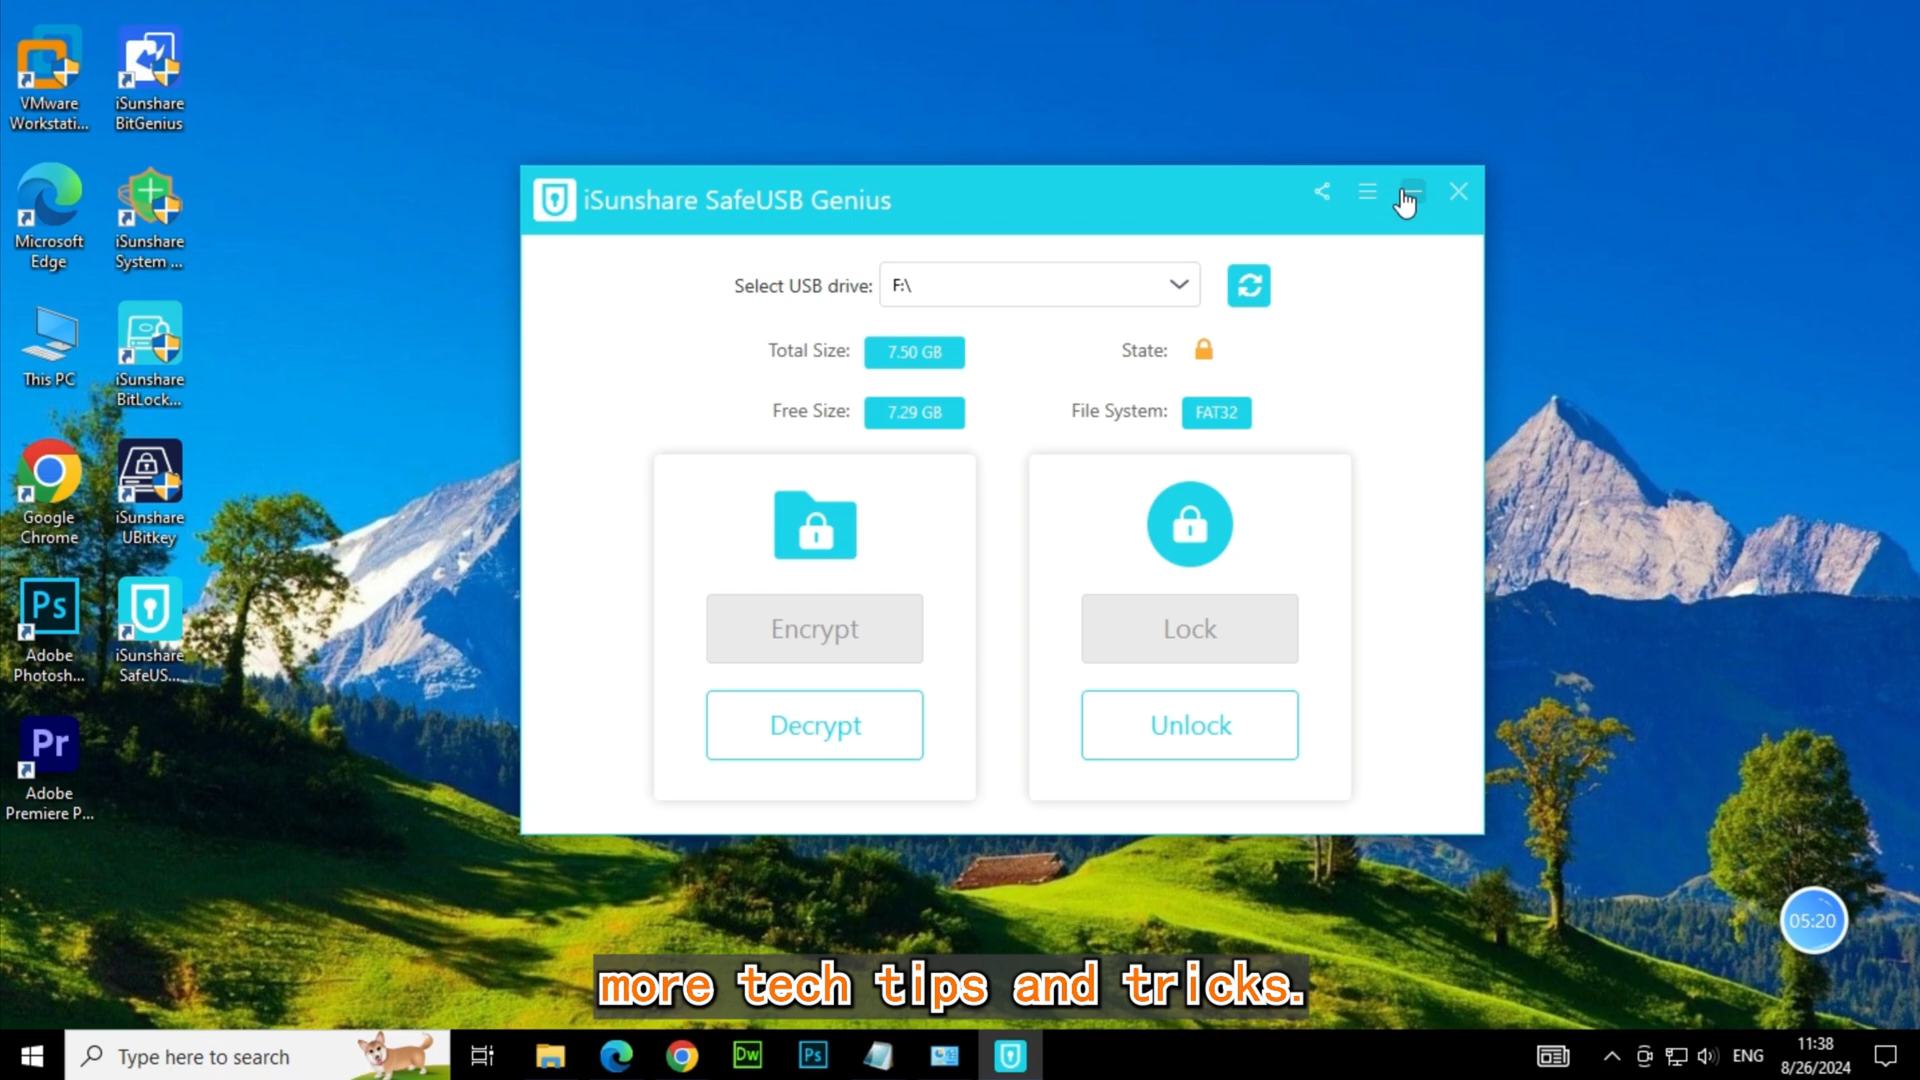 VMware
Workstati...
iSunshare
BitGenius
Microsoft
Edge
iSunshare
System ...
This PC
iSunshare
BitLock...
Google
Chrome
iSunshare
UBitkey
Ps
Adobe
Photosh...
iSunshare
SafeUS...
Pr
Adobe
Premiere P...
iSunshare SafeUSB Genius
Select USB drive: F:\
Total Size: 7.50 GB
State:
Free Size: 7.29 GB
File System: FAT32
Encrypt
Lock
Decrypt
Unlock
05:20
more tech tips and tricks.
Type here to search
Dw
Ps
ENG
11:38
8/26/2024